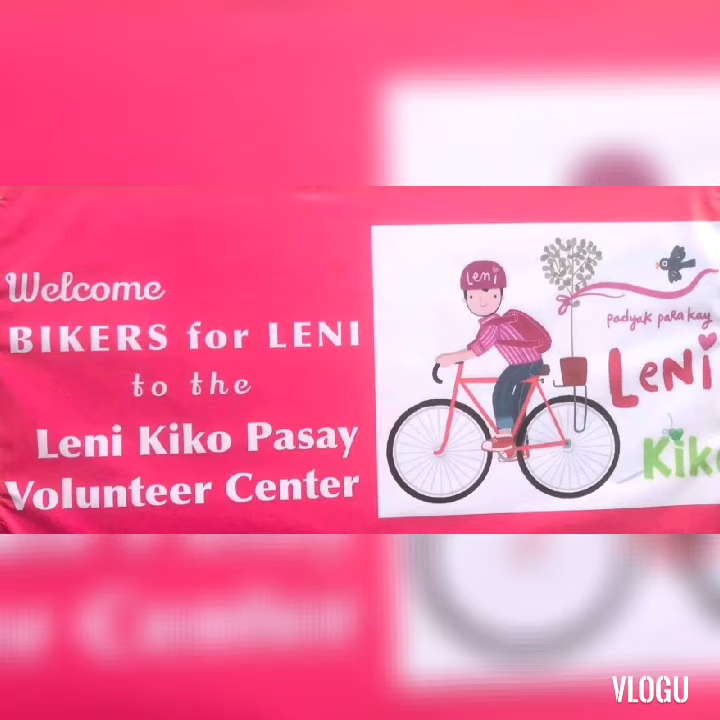 Welcome
BIKERS for LENI
to the
Leni Kiko Pasay
Volunteer Center
Leni
padyak para kay
LeNi
Kiko
VLOGU